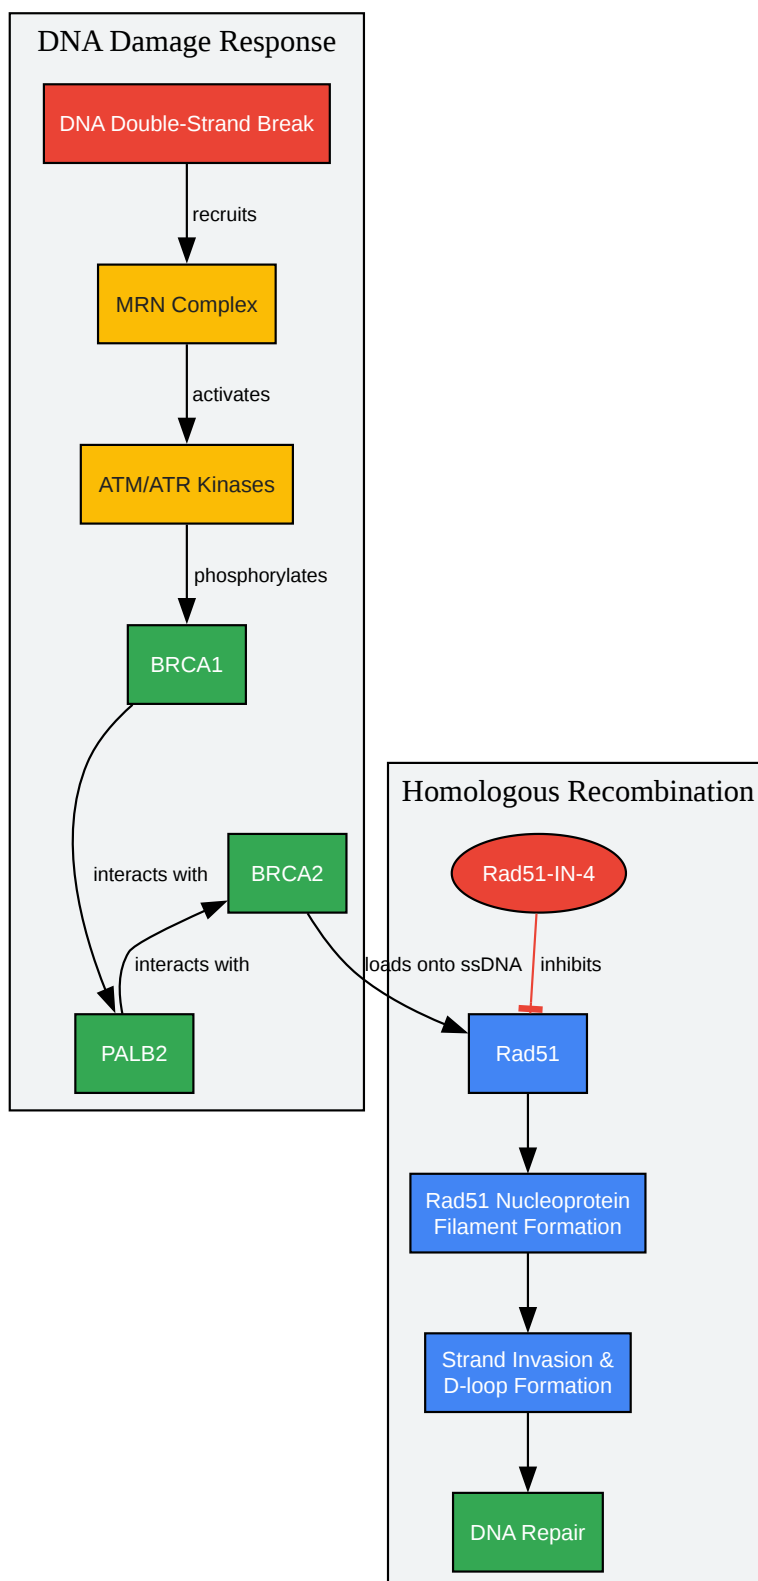 DNA Damage Response
DNA Double-Strand Break
recruits
MRN Complex
activates
ATM/ATR Kinases
phosphorylates
BRCA1
interacts with
BRCA2
interacts with
PALB2
loads onto ssDNA
Homologous Recombination
Rad51-IN-4
inhibits
Rad51
Rad51 Nucleoprotein
Filament Formation
Strand Invasion &
D-loop Formation
DNA Repair